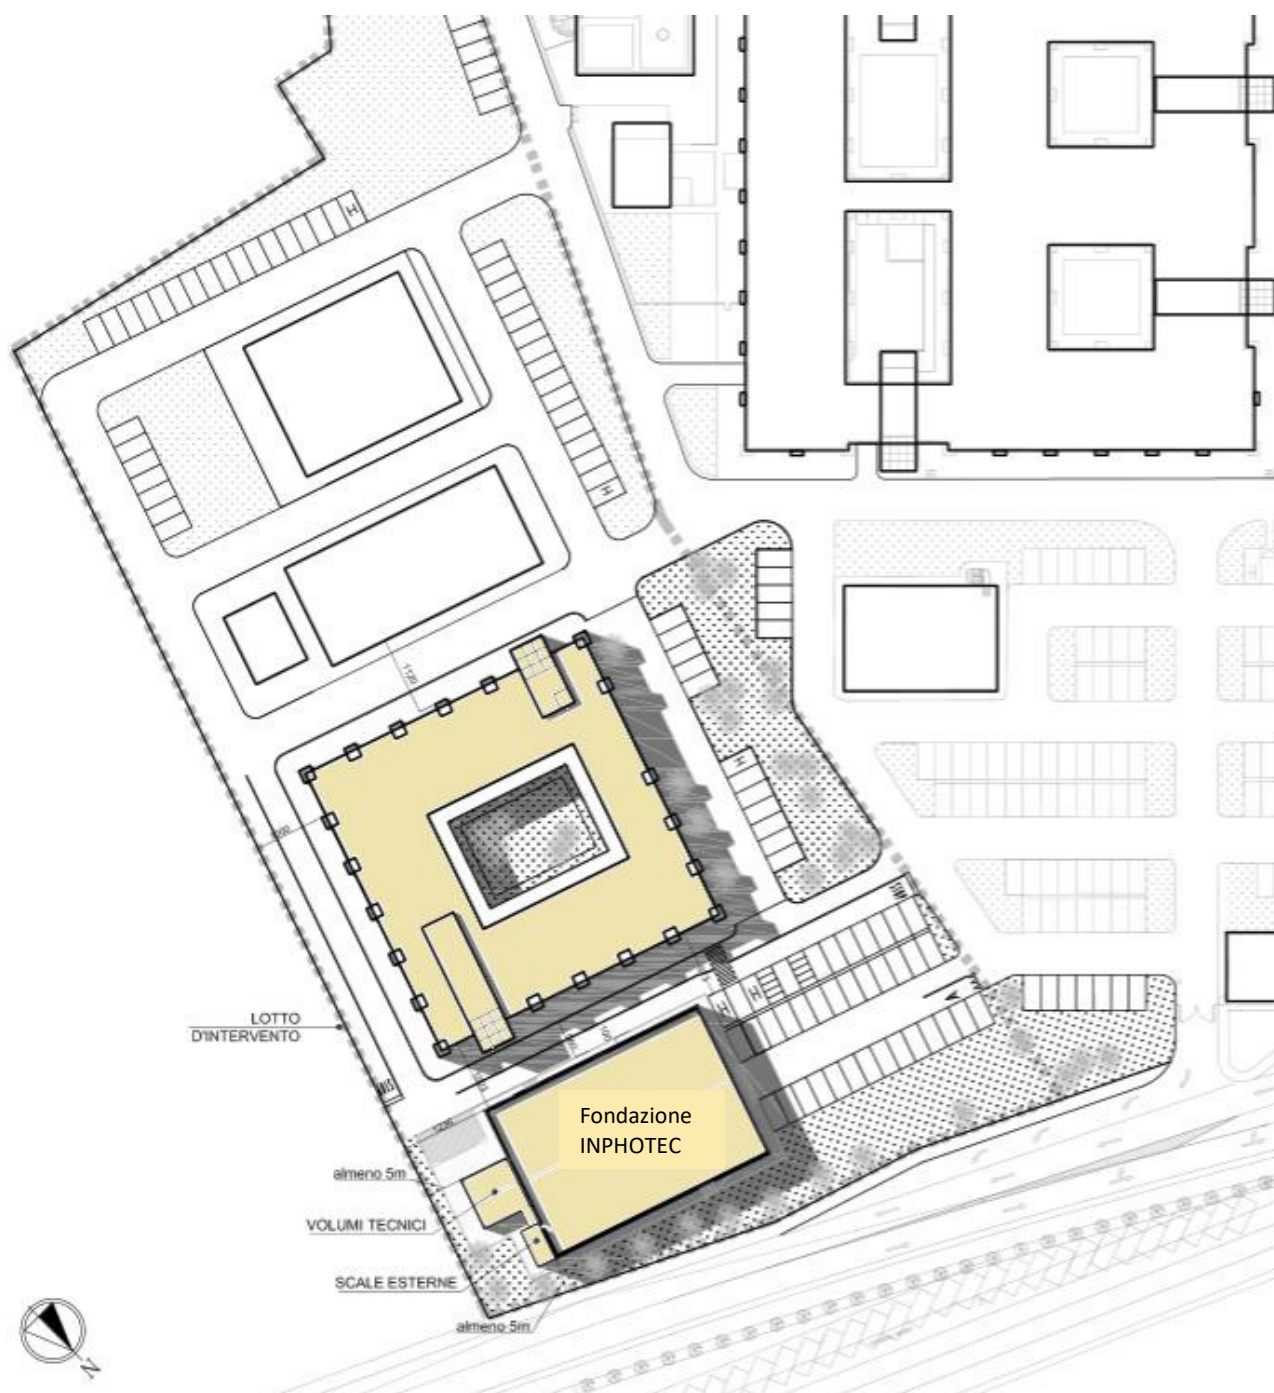 H
H
H
H
H
H
LOTTO
D'INTERVENTO
Fondazione
INPHOTEC
almeno 5m
VOLUMI TECNICI
SCALE ESTERNE
almeno 5m
N